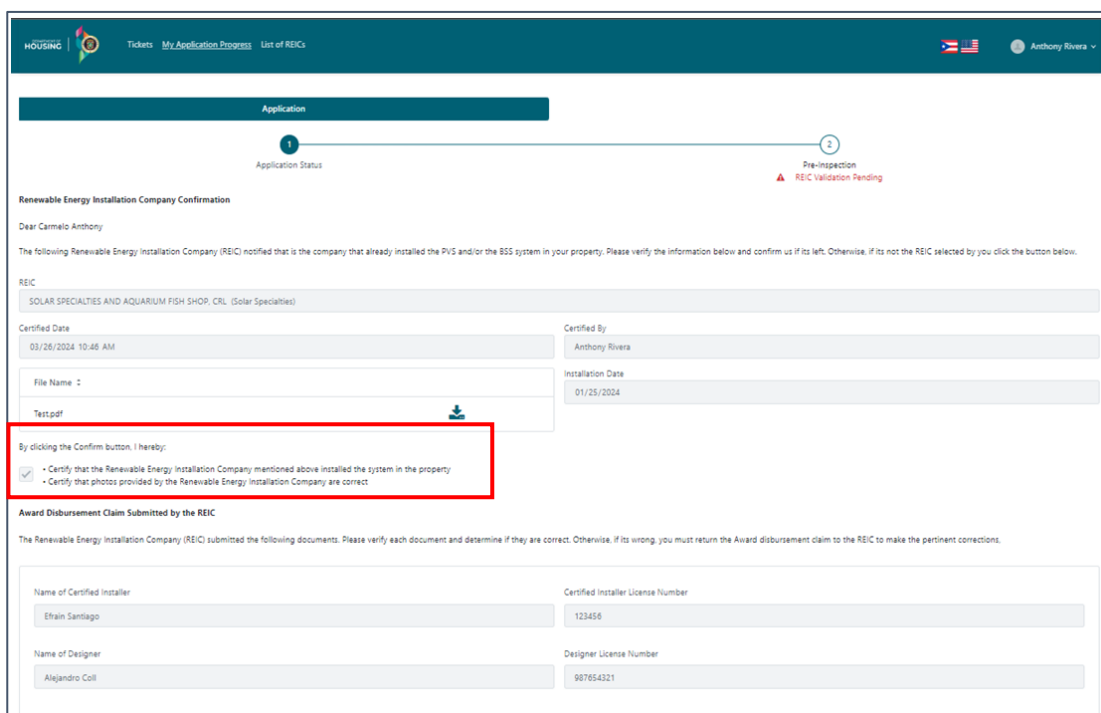 DEPARTMENT OF
HOUSING
Tickets My Application Progress List of REICs
Anthony Rivera
Application
1
2
Application Status
Pre-Inspection
REIC Validation Pending
Renewable Energy Installation Company Confirmation
Dear Carmelo Anthony
The following Renewable Energy Installation Company (REIC) notified that is the company that already installed the PVS and/or the BSS system in your property. Please verify the information below and confirm us if its left. Otherwise, if its not the REIC selected by you click the button below.
REIC
SOLAR SPECIALTIES AND AQUARIUM FISH SHOP, CRL (Solar Specialties)
Certified Date
Certified By
03/26/2024 10:46 AM
Anthony Rivera
File Name
Installation Date
01/25/2024
Test.pdf
By clicking the Confirm button, I hereby:
• Certify that the Renewable Energy Installation Company mentioned above installed the system in the property
• Certify that photos provided by the Renewable Energy Installation Company are correct
Award Disbursement Claim Submitted by the REIC
The Renewable Energy Installation Company (REIC) submitted the following documents. Please verify each document and determine if they are correct. Otherwise, if its wrong, you must return the Award disbursement claim to the REIC to make the pertinent corrections.
Name of Certified Installer
Certified Installer License Number
Efrain Santiago
123456
Name of Designer
Designer License Number
Alejandro Coll
987654321